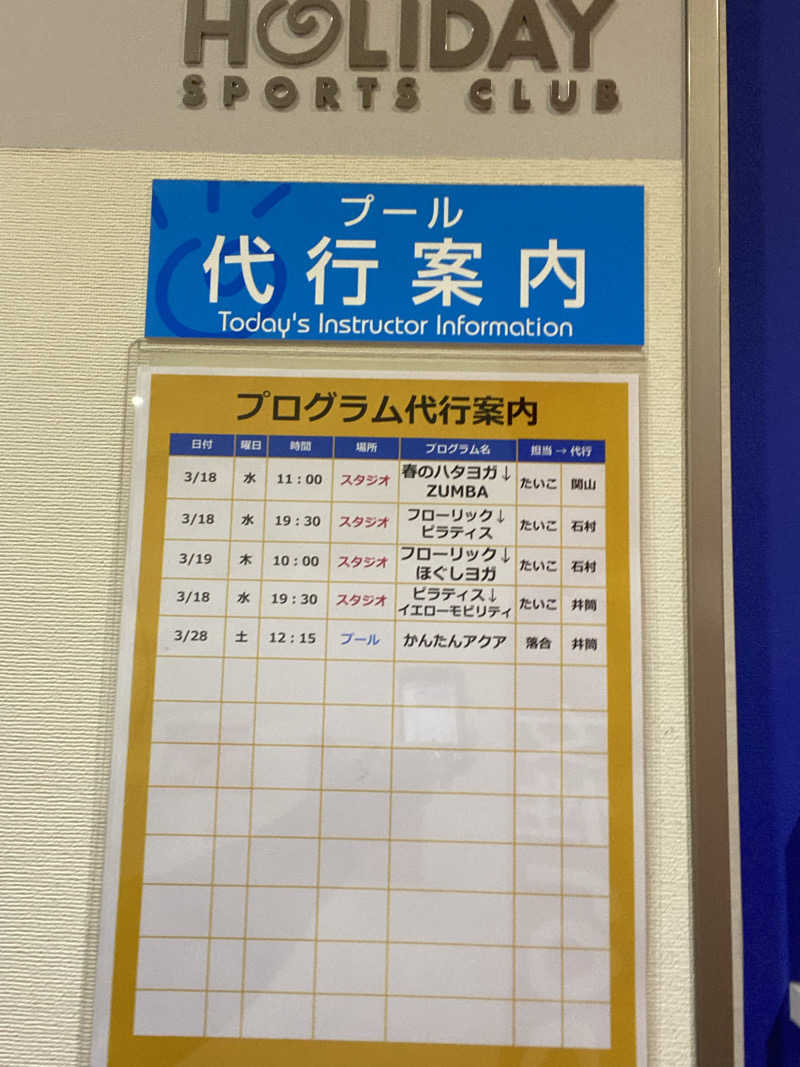 HOLIDAY
SPORTS CLUB
プール
代行案内
Today's Instructor Information
プログラム代行案内
日付 曜日 時間 場所 プログラム名 担当 → 代行
3/18 水 11：00 スタジオ 春のハタヨガ↓ ZUMBA たいこ 関山
3/18 水 19：30 スタジオ フローリック↓ ピラティス たいこ 石村
3/19 木 10：00 スタジオ フローリック↓ ほぐしヨガ たいこ 石村
3/18 水 19：30 スタジオ ピラティス↓ イエローモビリティ たいこ 井筒
3/28 土 12：15 プール かんたんアクア 落合 井筒